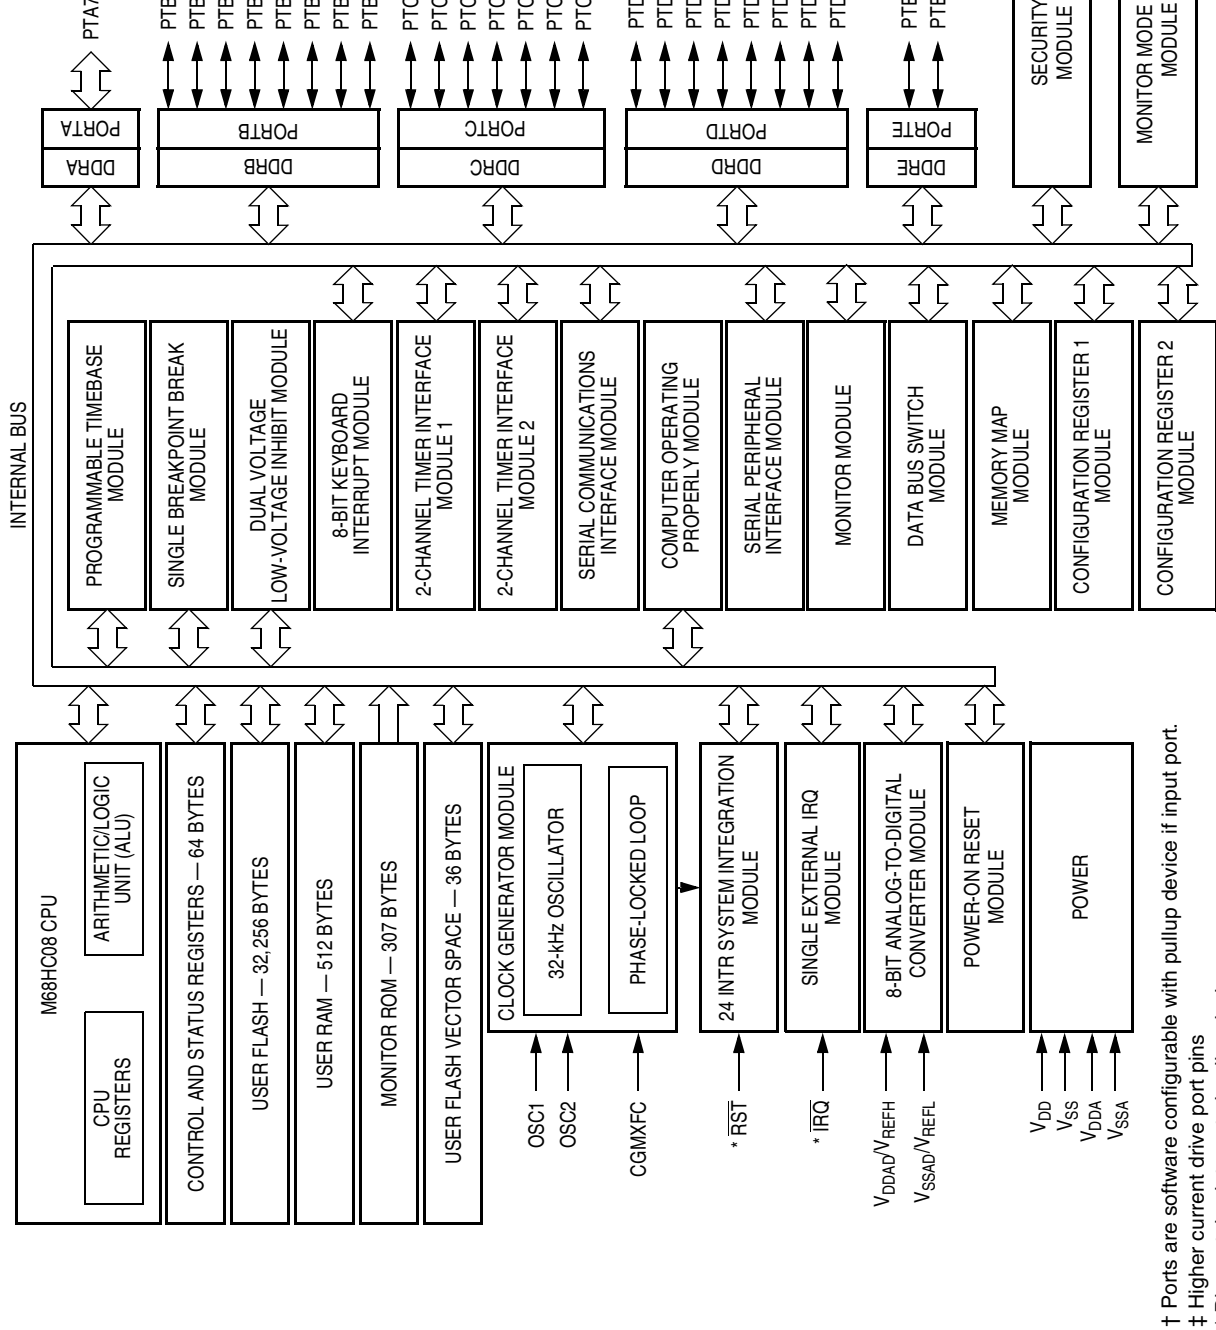 INTERNAL BUS
M68HC08 CPU
CPU
REGISTERS
ARITHMETIC/LOGIC
UNIT (ALU)
CONTROL AND STATUS REGISTERS — 64 BYTES
USER FLASH — 32,256 BYTES
USER RAM — 512 BYTES
MONITOR ROM — 307 BYTES
USER FLASH VECTOR SPACE — 36 BYTES
CLOCK GENERATOR MODULE
32-kHz OSCILLATOR
PHASE-LOCKED LOOP
OSC1
OSC2
CGMXFC
24 INTR SYSTEM INTEGRATION
MODULE
* RST
SINGLE EXTERNAL IRQ
MODULE
* IRQ
8-BIT ANALOG-TO-DIGITAL
CONVERTER MODULE
VDDAD/VREFH
VSSAD/VREFL
POWER-ON RESET
MODULE
POWER
VDD
VSS
VDDA
VSSA
PROGRAMMABLE TIMEBASE
MODULE
SINGLE BREAKPOINT BREAK
MODULE
DUAL VOLTAGE
LOW-VOLTAGE INHIBIT MODULE
8-BIT KEYBOARD
INTERRUPT MODULE
2-CHANNEL TIMER INTERFACE
MODULE 1
2-CHANNEL TIMER INTERFACE
MODULE 2
SERIAL COMMUNICATIONS
INTERFACE MODULE
COMPUTER OPERATING
PROPERLY MODULE
SERIAL PERIPHERAL
INTERFACE MODULE
MONITOR MODULE
DATA BUS SWITCH
MODULE
MEMORY MAP
MODULE
CONFIGURATION REGISTER 1
MODULE
CONFIGURATION REGISTER 2
MODULE
DDRA
PORTA
PTA7
DDRB
PORTB
DDRC
PORTC
DDRD
PORTD
DDRE
PORTE
SECURITY
MODULE
MONITOR MODE
MODULE
† Ports are software configurable with pullup device if input port.
‡ Higher current drive port pins